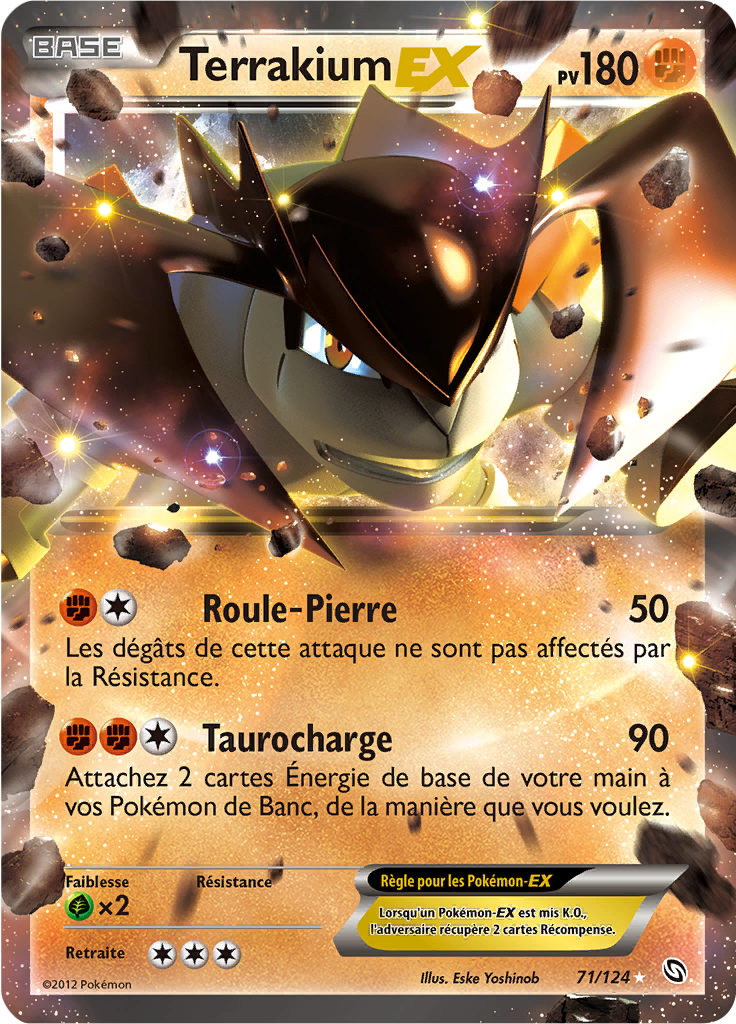 BASE
Terrakium EX
PV180
Roule-Pierre 50
Les dégâts de cette attaque ne sont pas affectés par
la Résistance.
Taurocharge 90
Attachez 2 cartes Énergie de base de votre main à
vos Pokémon de Banc, de la manière que vous voulez.
Faiblesse Résistance
×2
Retraite
Règle pour les Pokémon-EX
Lorsqu'un Pokémon-EX est mis K.O.,
l'adversaire récupère 2 cartes Récompense.
©2012 Pokémon
Illus. Eske Yoshinob
71/124